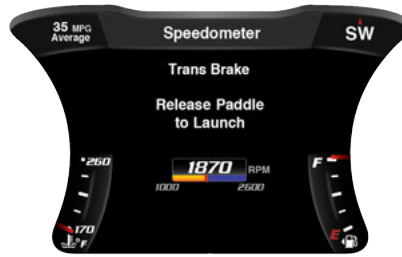 35 MPG
Average
Speedometer
SW
Trans Brake
Release Paddle
to Launch
260
1870 RPM
1000 2600
F
170
°F
E